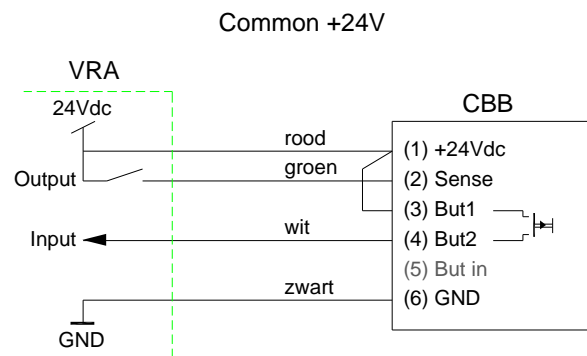 Common +24V
VRA
CBB
24Vdc
rood
(1) +24Vdc
groen
Output
(2) Sense
(3) But1
Input
wit
(4) But2
(5) But in
zwart
(6) GND
GND